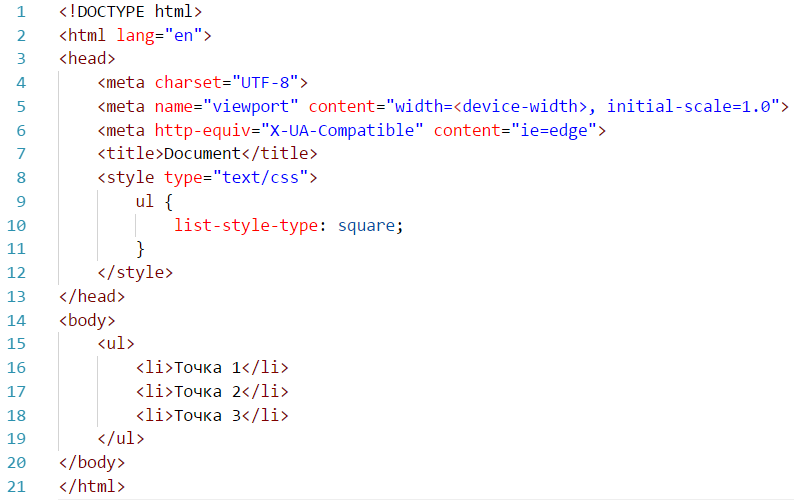 1 <!DOCTYPE html>
2 <html lang="en">
3 <head>
4     <meta charset="UTF-8">
5     <meta name="viewport" content="width=<device-width>, initial-scale=1.0">
6     <meta http-equiv="X-UA-Compatible" content="ie=edge">
7     <title>Document</title>
8     <style type="text/css">
9         ul {
10             list-style-type: square;
11         }
12     </style>
13 </head>
14 <body>
15     <ul>
16         <li>Точка 1</li>
17         <li>Точка 2</li>
18         <li>Точка 3</li>
19     </ul>
20 </body>
21 </html>